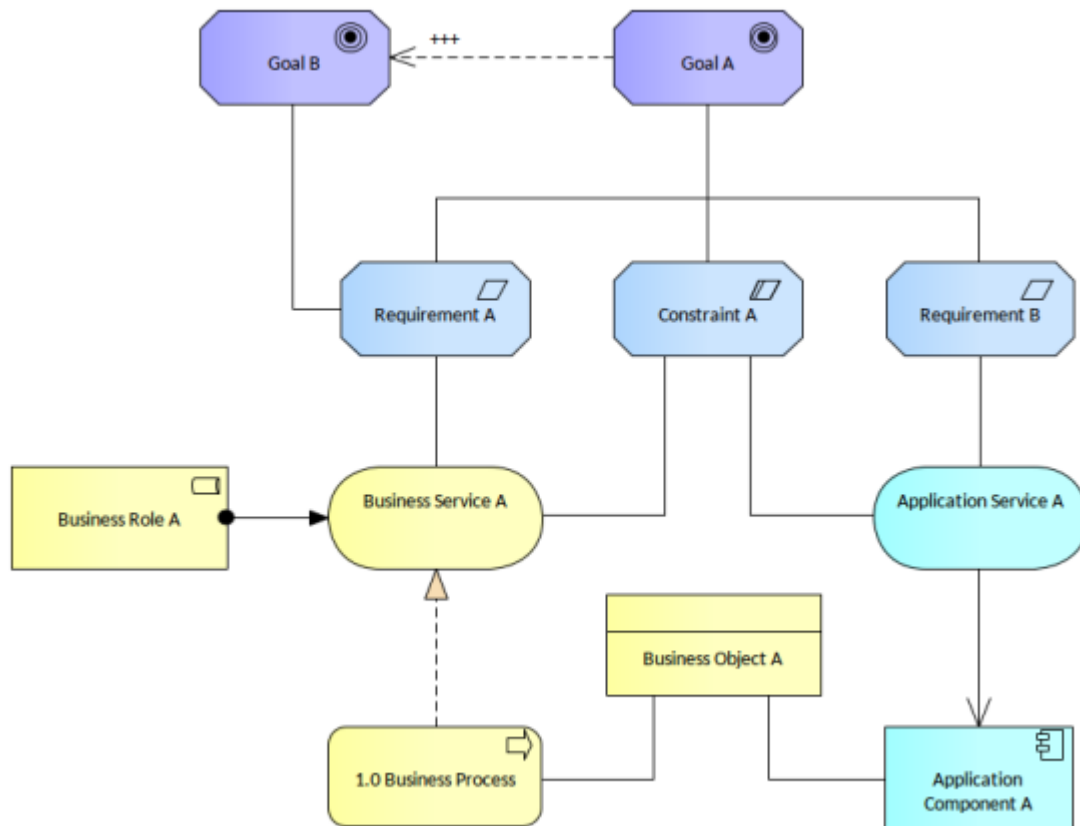 Goal B
+++
Goal A
Requirement A
Constraint A
Requirement B
Business Role A
Business Service A
Application Service A
Business Object A
1.0 Business Process
Application
Component A